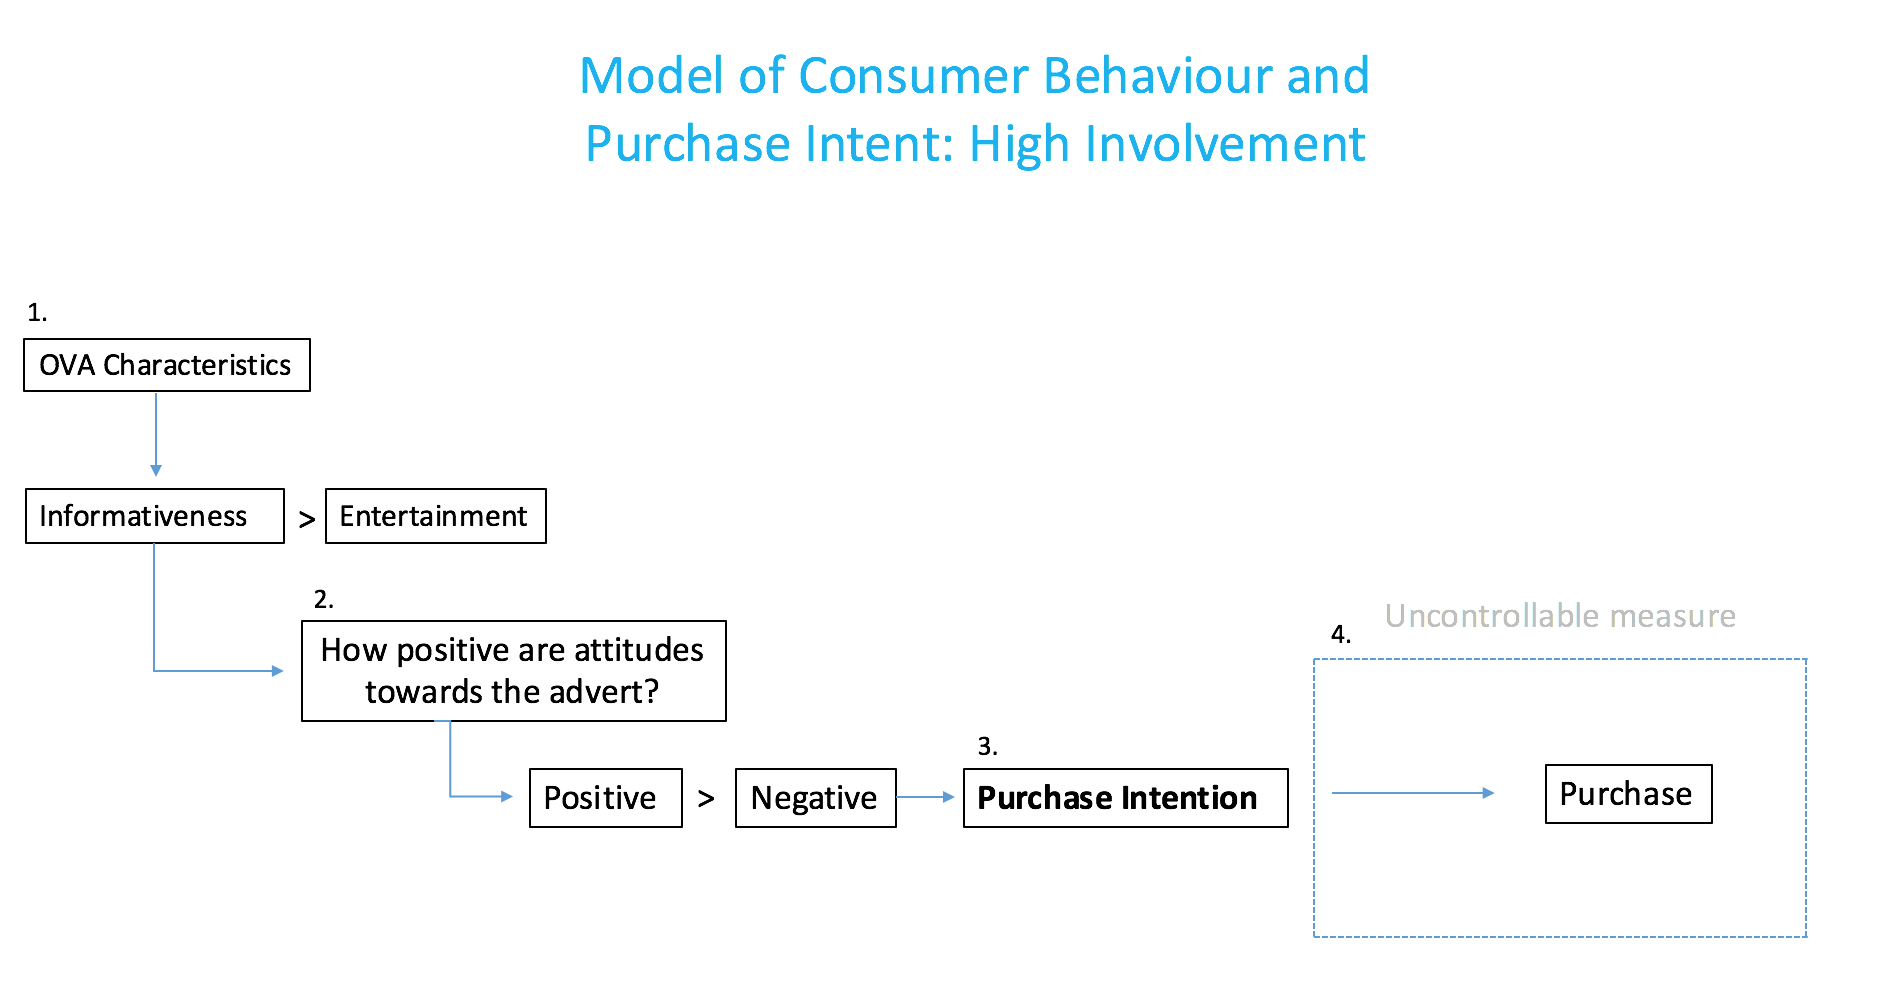 Model of Consumer Behaviour and
Purchase Intent: High Involvement
1.
OVA Characteristics
Informativeness > Entertainment
2.
How positive are attitudes
towards the advert?
Uncontrollable measure
4.
3.
Positive > Negative Purchase Intention Purchase